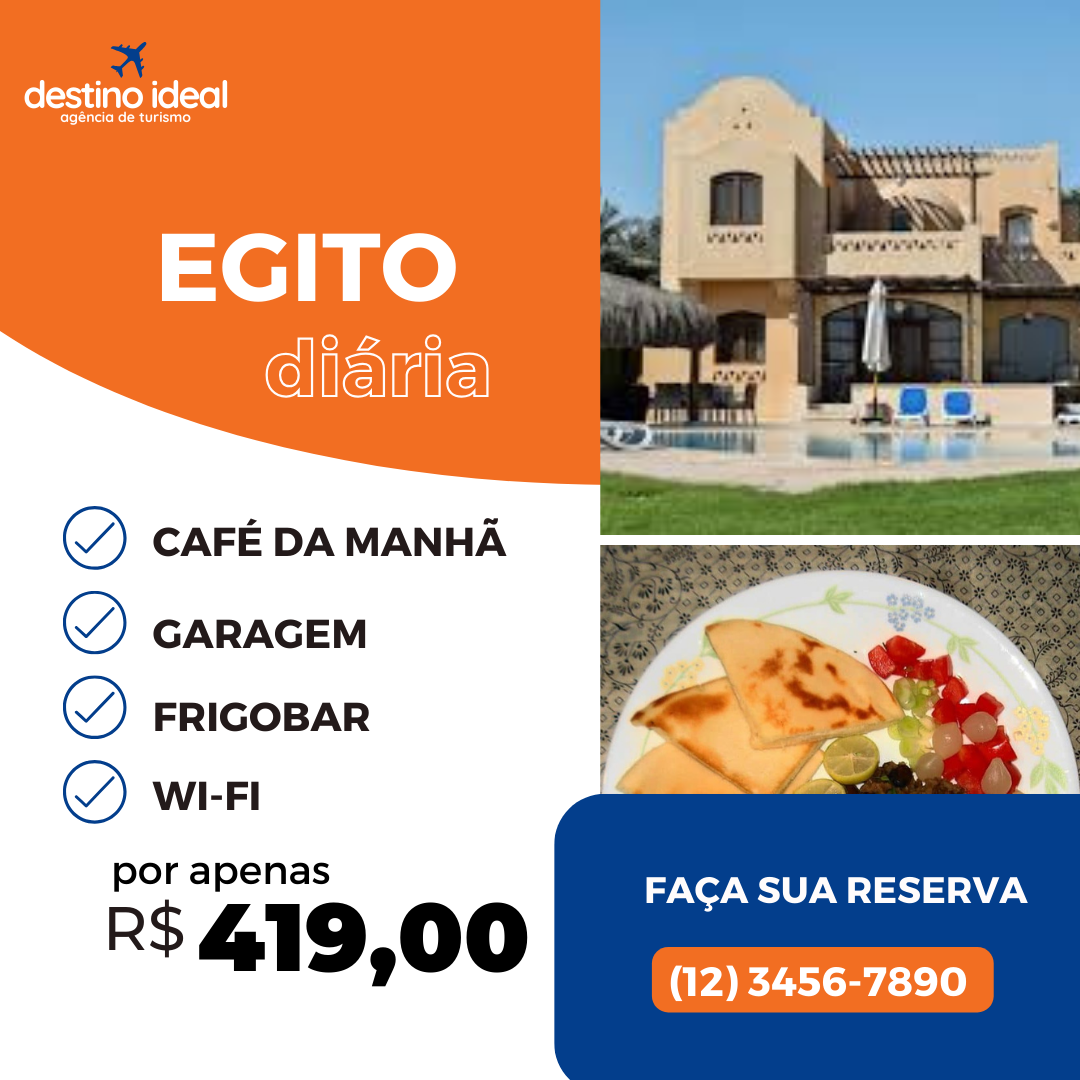 destino ideal
agência de turismo
EGITO
diária
CAFÉ DA MANHÃ
GARAGEM
FRIGOBAR
WI-FI
por apenas
R$ 419,00
FAÇA SUA RESERVA
(12) 3456-7890